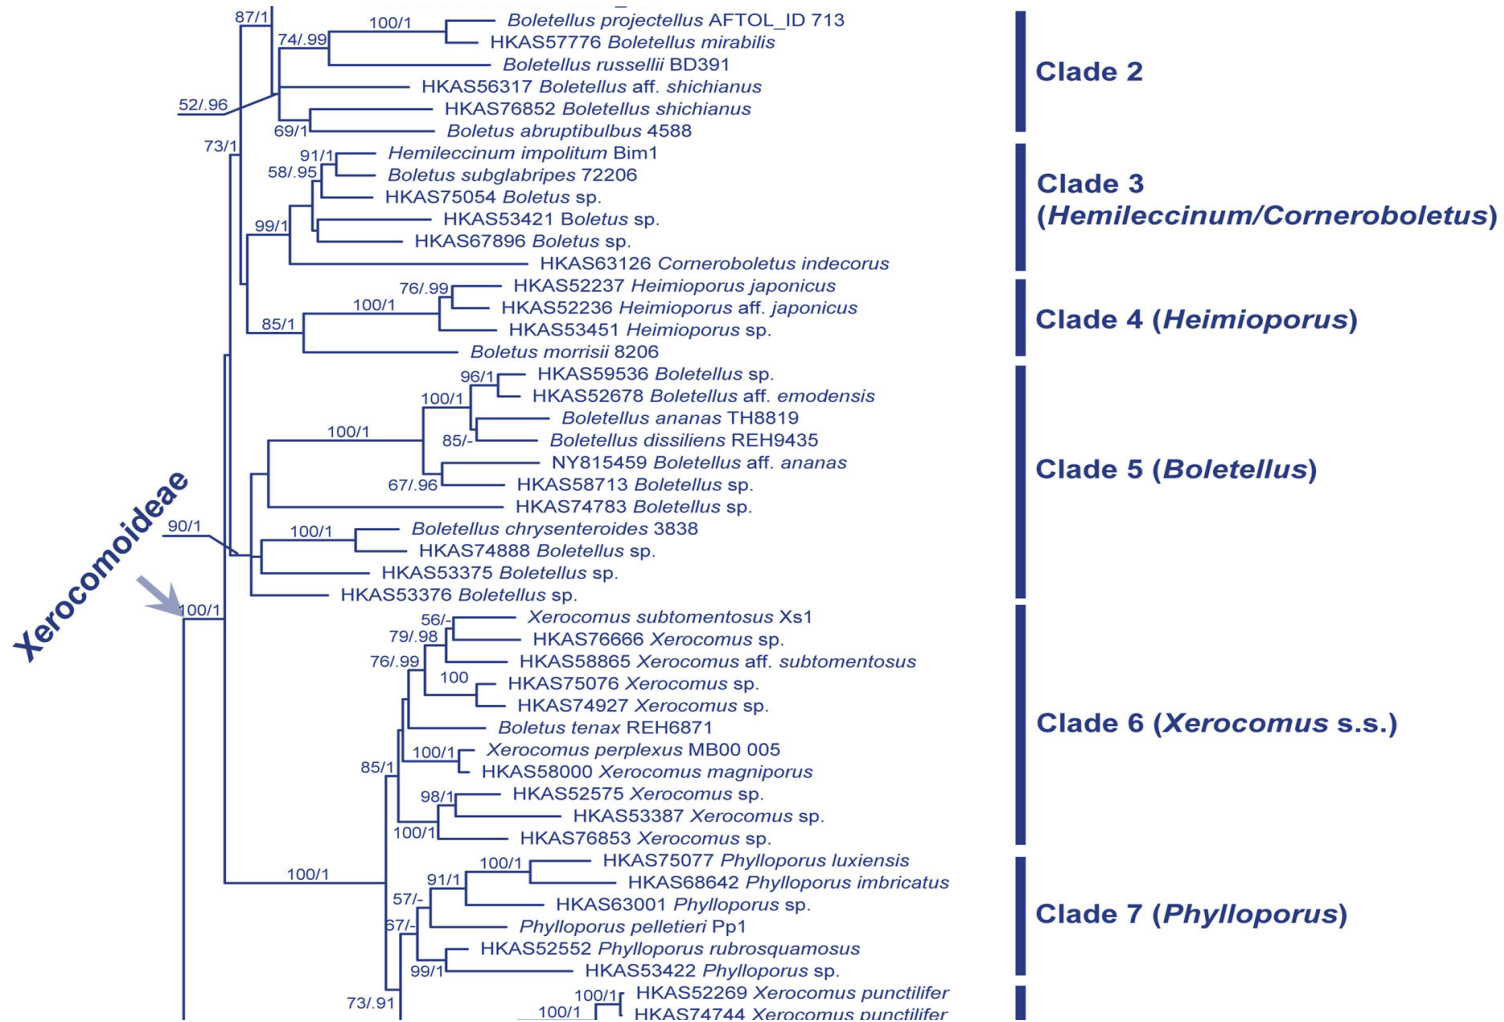 87/1
100/1
Boletellus projectellus AFTOL_ID 713
74/.99
HKAS57776 Boletellus mirabilis
Boletellus russellii BD391
Clade 2
HKAS56317 Boletellus aff. shichianus
52/.96
HKAS76852 Boletellus shichianus
69/1
Boletus abruptibulbus 4588
73/1
91/1
Hemileccinum impolitum Bim1
58/.95
Boletus subglabripes 72206
Clade 3
(Hemileccinum/Corneroboletus)
HKAS75054 Boletus sp.
99/1
HKAS53421 Boletus sp.
HKAS67896 Boletus sp.
HKAS63126 Corneroboletus indecorus
76/.99
HKAS52237 Heimioporus japonicus
100/1
HKAS52236 Heimioporus aff. japonicus
85/1
HKAS53451 Heimioporus sp.
Clade 4 (Heimioporus)
Boletus morrisii 8206
96/1
HKAS59536 Boletellus sp.
100/1
HKAS52678 Boletellus aff. emodensis
Boletellus ananas TH8819
100/1
85/-
Boletellus dissiliens REH9435
NY815459 Boletellus aff. ananas
Clade 5 (Boletellus)
67/.96
HKAS58713 Boletellus sp.
HKAS74783 Boletellus sp.
90/1
100/1
Boletellus chrysenteroides 3838
HKAS74888 Boletellus sp.
Xerocomoideae
HKAS53375 Boletellus sp.
HKAS53376 Boletellus sp.
100/1
56/-
Xerocomus subtomentosus Xs1
79/.98
HKAS76666 Xerocomus sp.
76/.99
HKAS58865 Xerocomus aff. subtomentosus
100
HKAS75076 Xerocomus sp.
HKAS74927 Xerocomus sp.
Boletus tenax REH6871
Clade 6 (Xerocomus s.s.)
100/1
Xerocomus perplexus MB00 005
85/1
HKAS58000 Xerocomus magniporus
98/1
HKAS52575 Xerocomus sp.
HKAS53387 Xerocomus sp.
100/1
HKAS76853 Xerocomus sp.
100/1
100/1
HKAS75077 Phylloporus luxiensis
91/1
HKAS68642 Phylloporus imbricatus
57/-
HKAS63001 Phylloporus sp.
Clade 7 (Phylloporus)
67/-
Phylloporus pelletieri Pp1
HKAS52552 Phylloporus rubrosquamosus
99/1
HKAS53422 Phylloporus sp.
73/.91
100/1
HKAS52269 Xerocomus punctilifer
100/1
HKAS74744 Xerocomus punctilifer